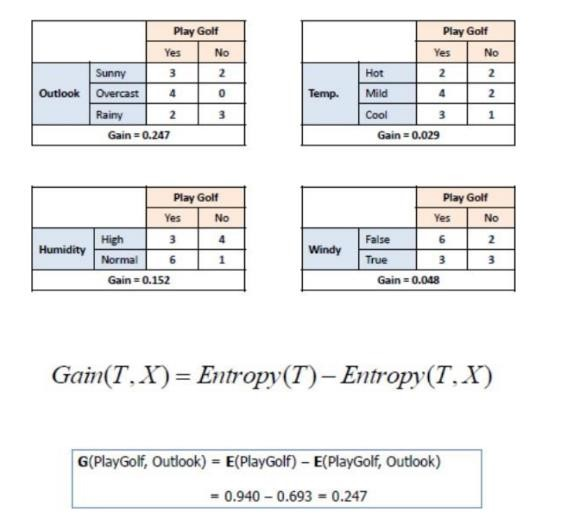 Play Golf
Yes No
Outlook Sunny 3 2
Overcast 4 0
Rainy 2 3
Gain = 0.247
Play Golf
Yes No
Temp. Hot 2 2
Mild 4 2
Cool 3 1
Gain = 0.029
Play Golf
Yes No
Humidity High 3 4
Normal 6 1
Gain = 0.152
Play Golf
Yes No
Windy False 6 2
True 3 3
Gain = 0.048
Gain(T, X) = Entropy(T) – Entropy(T, X)
G(PlayGolf, Outlook) = E(PlayGolf) – E(PlayGolf, Outlook)
= 0.940 – 0.693 = 0.247